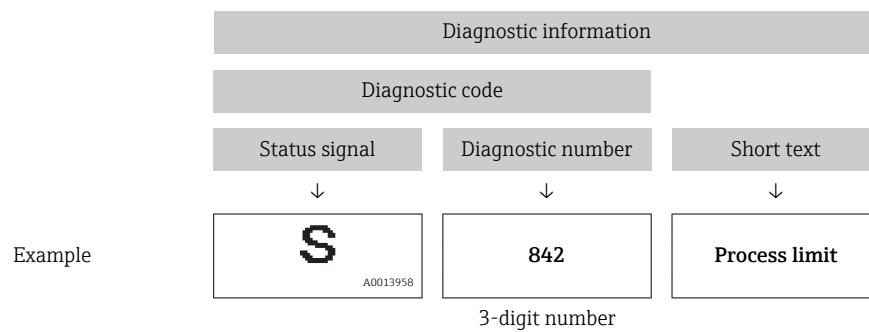 Diagnostic information
Diagnostic code
Status signal Diagnostic number Short text
↓ ↓ ↓
Example S 842 Process limit
A0013958
3-digit number